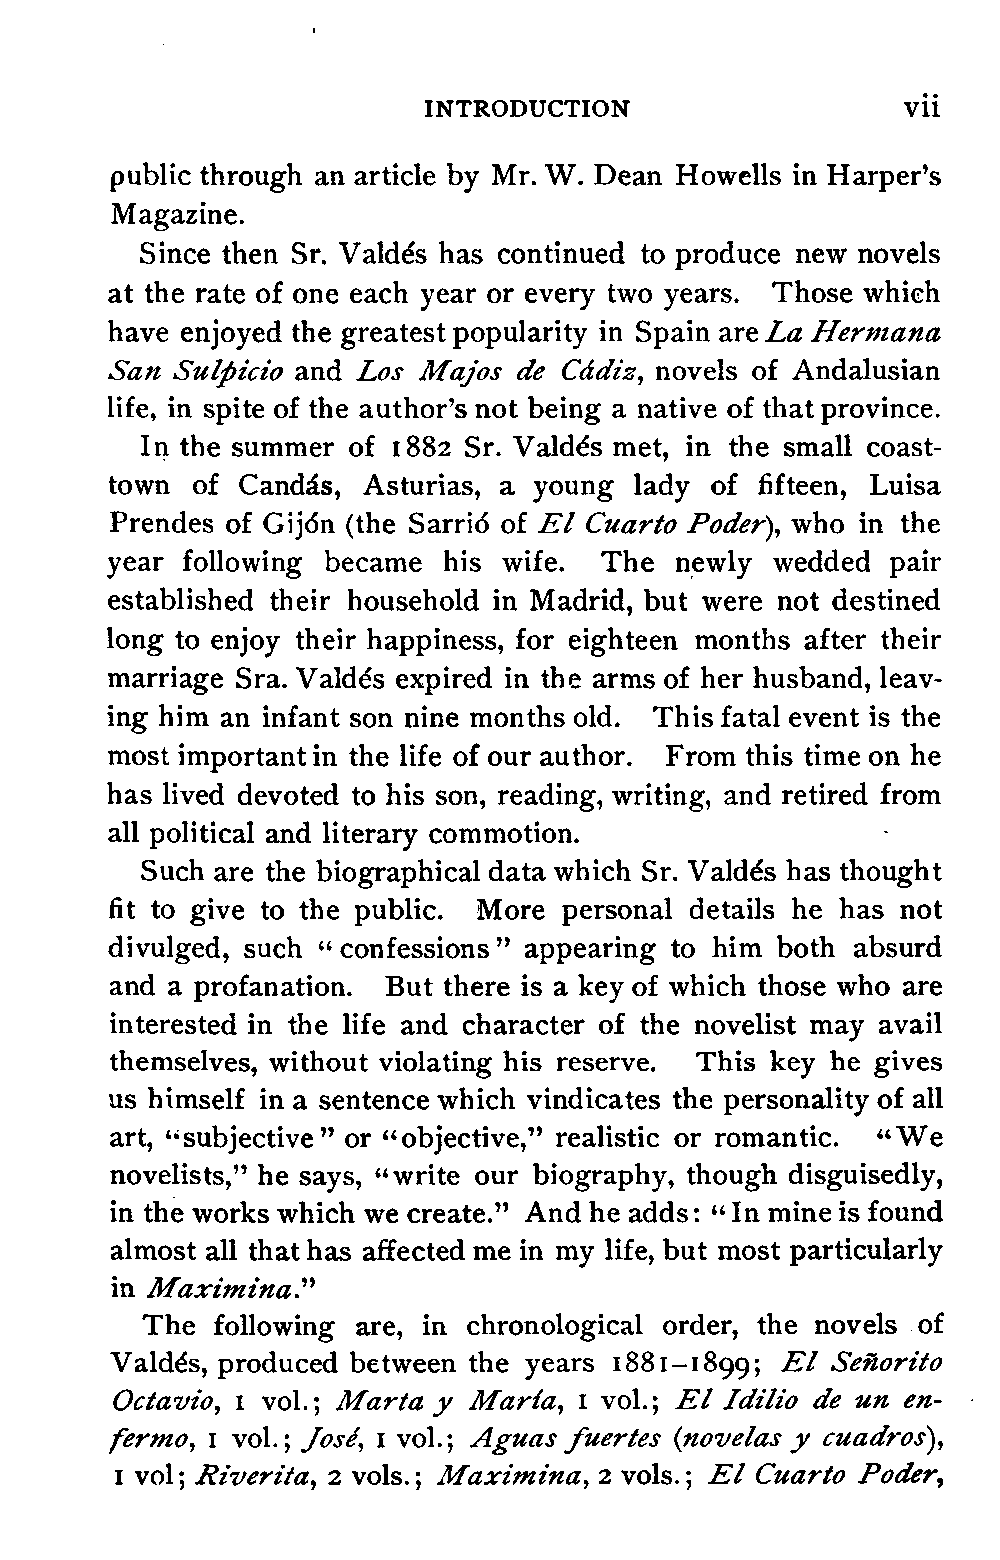 INTRODUCTION vii
public through an article by Mr. W. Dean Howells in Harper's
Magazine.
Since then Sr. Valdés has continued to produce new novels
at the rate of one each year or every two years. Those which
have enjoyed the greatest popularity in Spain are La Hermana
San Sulpicio and Los Majos de Cádiz, novels of Andalusian
life, in spite of the author's not being a native of that province.
In the summer of 1882 Sr. Valdés met, in the small coast-
town of Candás, Asturias, a young lady of fifteen, Luisa
Prendes of Gijón (the Sarrió of El Cuarto Poder), who in the
year following became his wife. The newly wedded pair
established their household in Madrid, but were not destined
long to enjoy their happiness, for eighteen months after their
marriage Sra. Valdés expired in the arms of her husband, leav-
ing him an infant son nine months old. This fatal event is the
most important in the life of our author. From this time on he
has lived devoted to his son, reading, writing, and retired from
all political and literary commotion.
Such are the biographical data which Sr. Valdés has thought
fit to give to the public. More personal details he has not
divulged, such "confessions" appearing to him both absurd
and a profanation. But there is a key of which those who are
interested in the life and character of the novelist may avail
themselves, without violating his reserve. This key he gives
us himself in a sentence which vindicates the personality of all
art, "subjective" or "objective," realistic or romantic. "We
novelists," he says, "write our biography, though disguisedly,
in the works which we create." And he adds: "In mine is found
almost all that has affected me in my life, but most particularly
in Maximina."
The following are, in chronological order, the novels of
Valdés, produced between the years 1881–1899; El Señorito
Octavio, 1 vol.; Marta y María, 1 vol.; El Idilio de un en-
fermo, 1 vol.; José, 1 vol.; Aguas fuertes (novelas y cuadros),
1 vol; Riverita, 2 vols.; Maximina, 2 vols.; El Cuarto Poder,